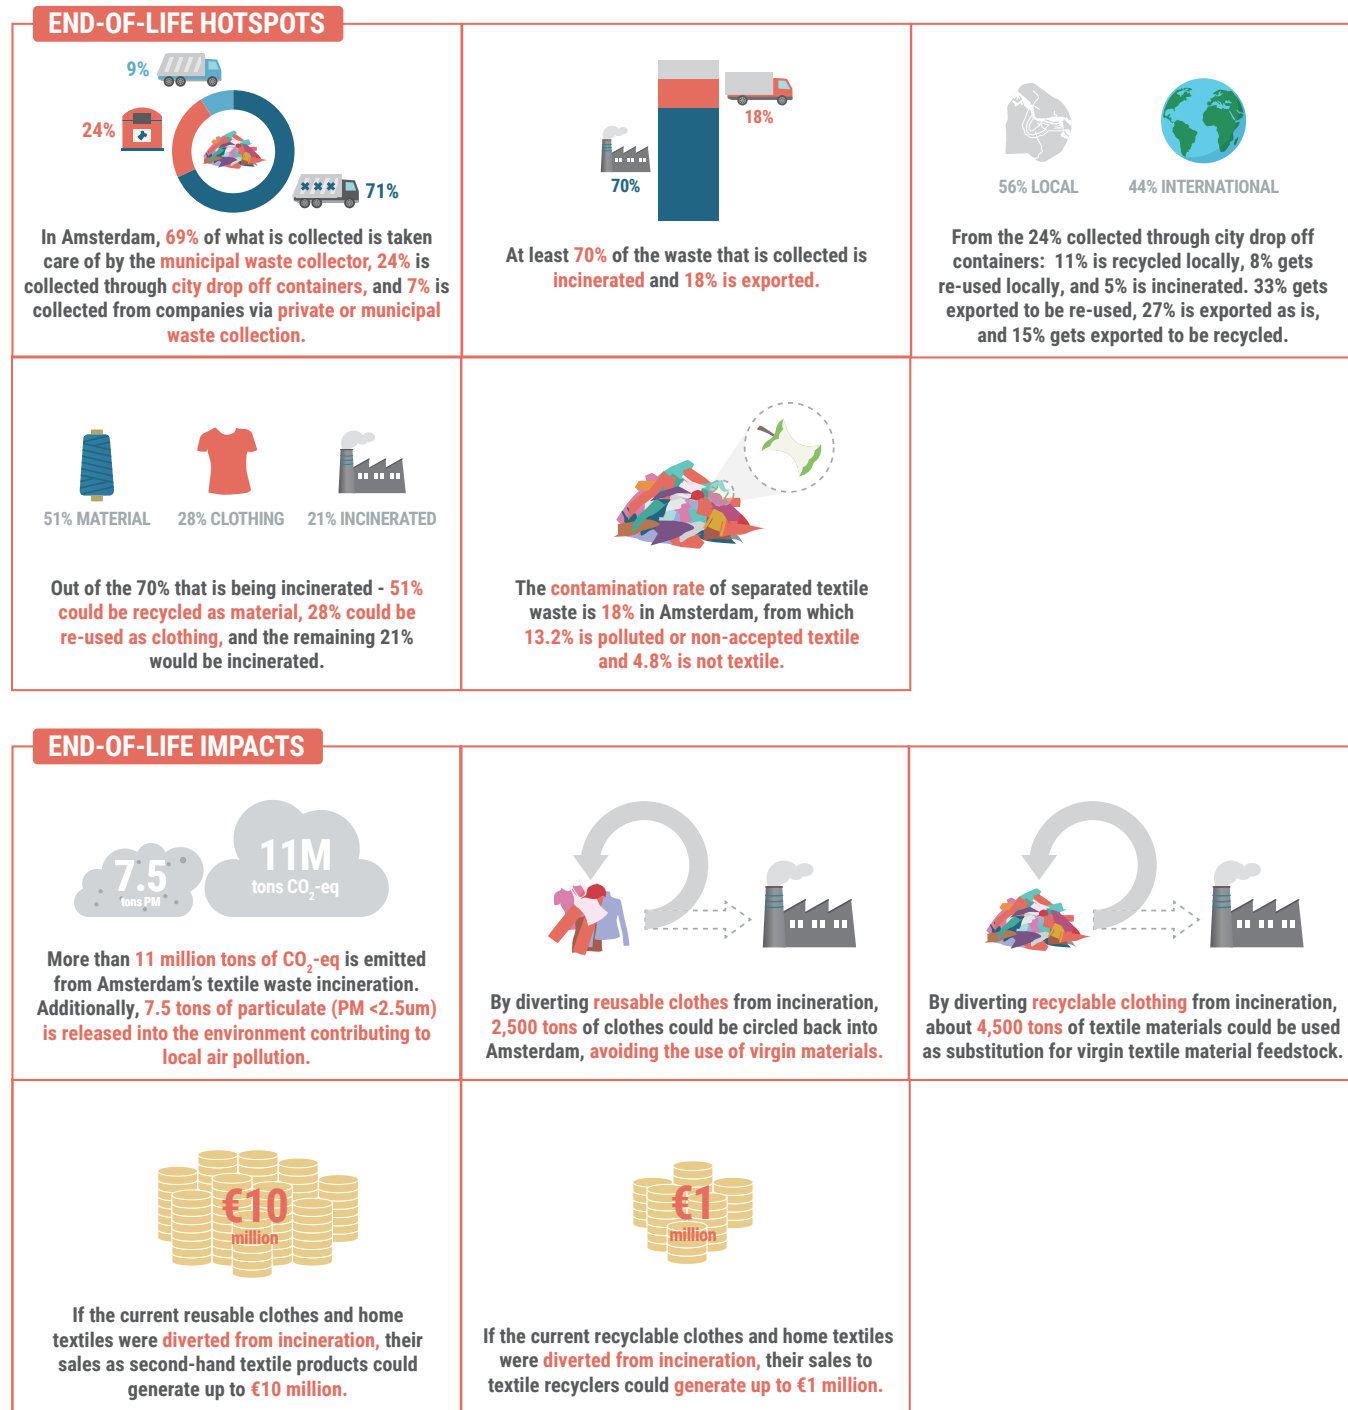 END-OF-LIFE HOTSPOTS
9%
24%
71%
In Amsterdam, 69% of what is collected is taken
care of by the municipal waste collector, 24% is
collected through city drop off containers, and 7% is
collected from companies via private or municipal
waste collection.
18%
70%
At least 70% of the waste that is collected is
incinerated and 18% is exported.
56% LOCAL
44% INTERNATIONAL
From the 24% collected through city drop off
containers: 11% is recycled locally, 8% gets
re-used locally, and 5% is incinerated. 33% gets
exported to be re-used, 27% is exported as is,
and 15% gets exported to be recycled.
51% MATERIAL
28% CLOTHING
21% INCINERATED
Out of the 70% that is being incinerated - 51%
could be recycled as material, 28% could be
re-used as clothing, and the remaining 21%
would be incinerated.
The contamination rate of separated textile
waste is 18% in Amsterdam, from which
13.2% is polluted or non-accepted textile
and 4.8% is not textile.
END-OF-LIFE IMPACTS
7.5
tons PM
11M
tons CO₂-eq
More than 11 million tons of CO₂-eq is emitted
from Amsterdam's textile waste incineration.
Additionally, 7.5 tons of particulate (PM <2.5um)
is released into the environment contributing to
local air pollution.
By diverting reusable clothes from incineration,
2,500 tons of clothes could be circled back into
Amsterdam, avoiding the use of virgin materials.
By diverting recyclable clothing from incineration,
about 4,500 tons of textile materials could be used
as substitution for virgin textile material feedstock.
€10
million
If the current reusable clothes and home
textiles were diverted from incineration, their
sales as second-hand textile products could
generate up to €10 million.
€1
million
If the current recyclable clothes and home textiles
were diverted from incineration, their sales to
textile recyclers could generate up to €1 million.